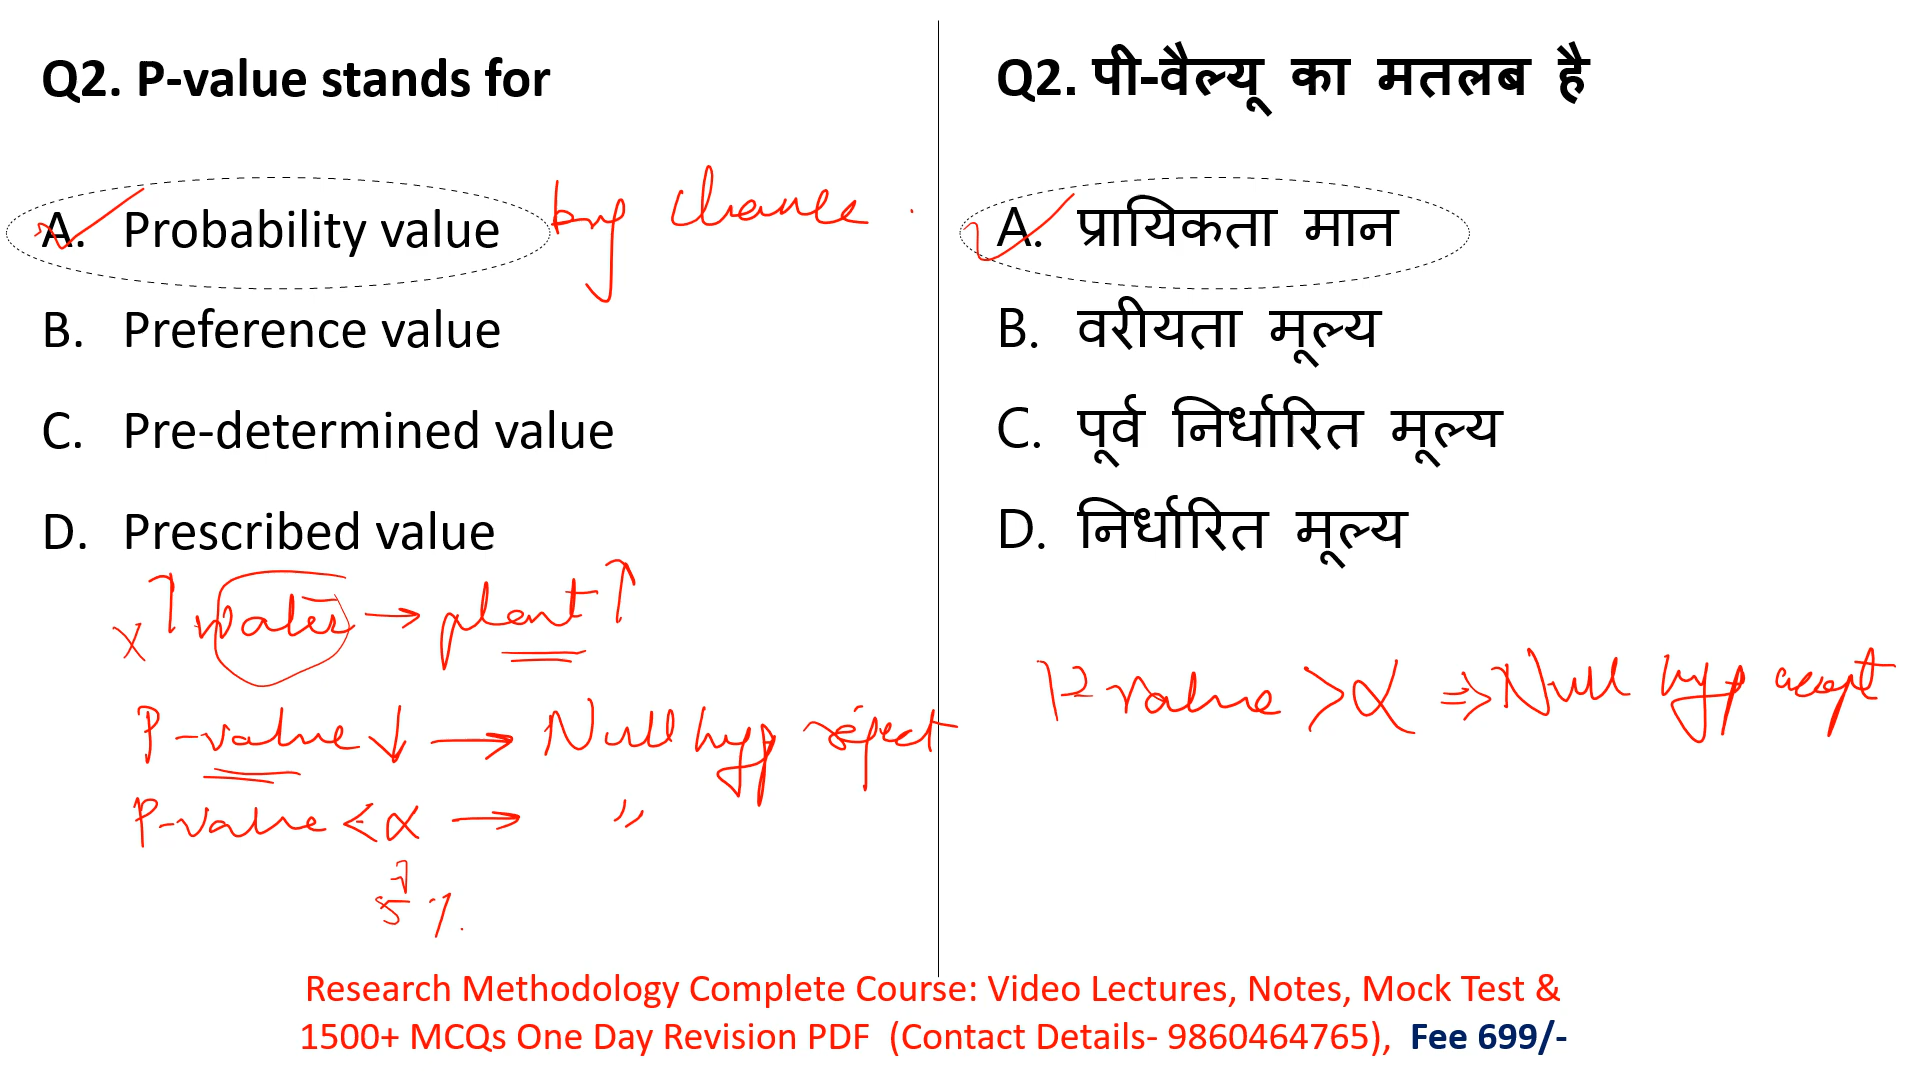 Q2. P-value stands for
A. Probability value by chance.
B. Preference value
C. Pre-determined value
D. Prescribed value
x ↑ water → plant ↑
P-value ↓ → Null hyp reject
P-value < α → 〃
5 %.
Q2. पी-वैल्यू का मतलब है
A. प्रायिकता मान
B. वरीयता मूल्य
C. पूर्व निर्धारित मूल्य
D. निर्धारित मूल्य
P-value > α ⇒ Null hyp accept
Research Methodology Complete Course: Video Lectures, Notes, Mock Test &
1500+ MCQs One Day Revision PDF (Contact Details- 9860464765), Fee 699/-